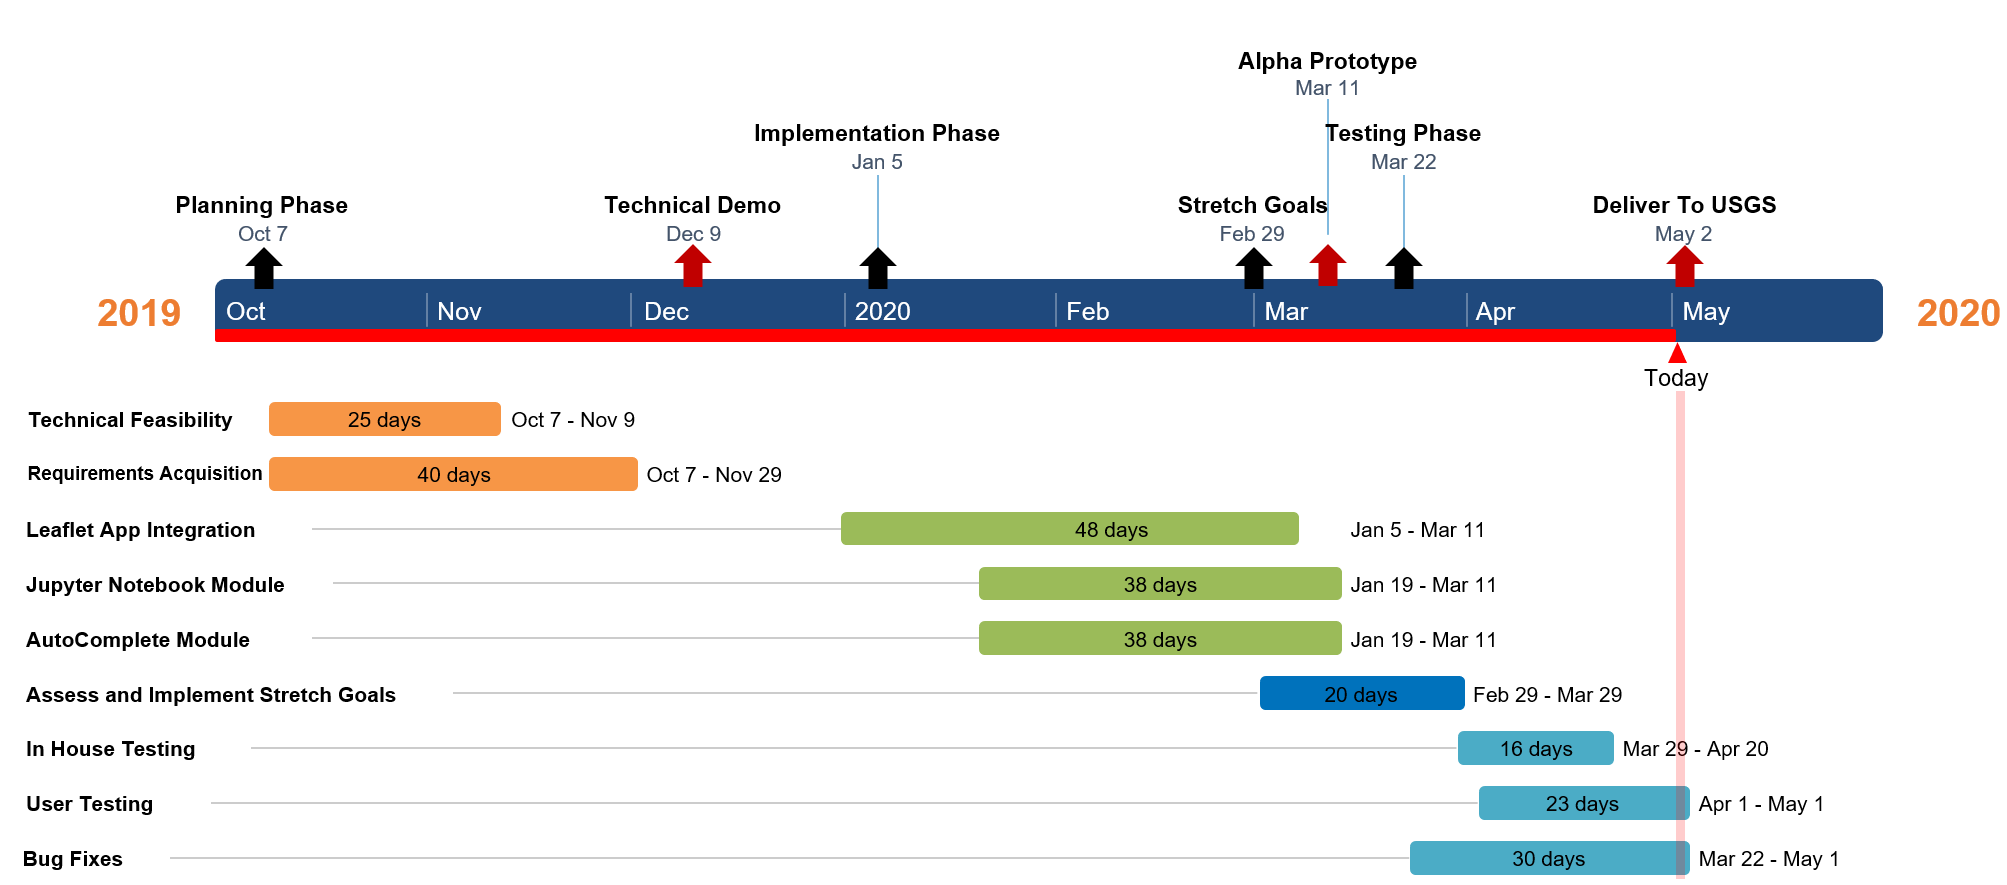 Alpha Prototype
Mar 11
Implementation Phase
Jan 5
Testing Phase
Mar 22
Planning Phase
Oct 7
Technical Demo
Dec 9
Stretch Goals
Feb 29
Deliver To USGS
May 2
2019
Oct
Nov
Dec
2020
Feb
Mar
Apr
May
2020
Today
Technical Feasibility
25 days
Oct 7 - Nov 9
Requirements Acquisition
40 days
Oct 7 - Nov 29
Leaflet App Integration
48 days
Jan 5 - Mar 11
Jupyter Notebook Module
38 days
Jan 19 - Mar 11
AutoComplete Module
38 days
Jan 19 - Mar 11
Assess and Implement Stretch Goals
20 days
Feb 29 - Mar 29
In House Testing
16 days
Mar 29 - Apr 20
User Testing
23 days
Apr 1 - May 1
Bug Fixes
30 days
Mar 22 - May 1